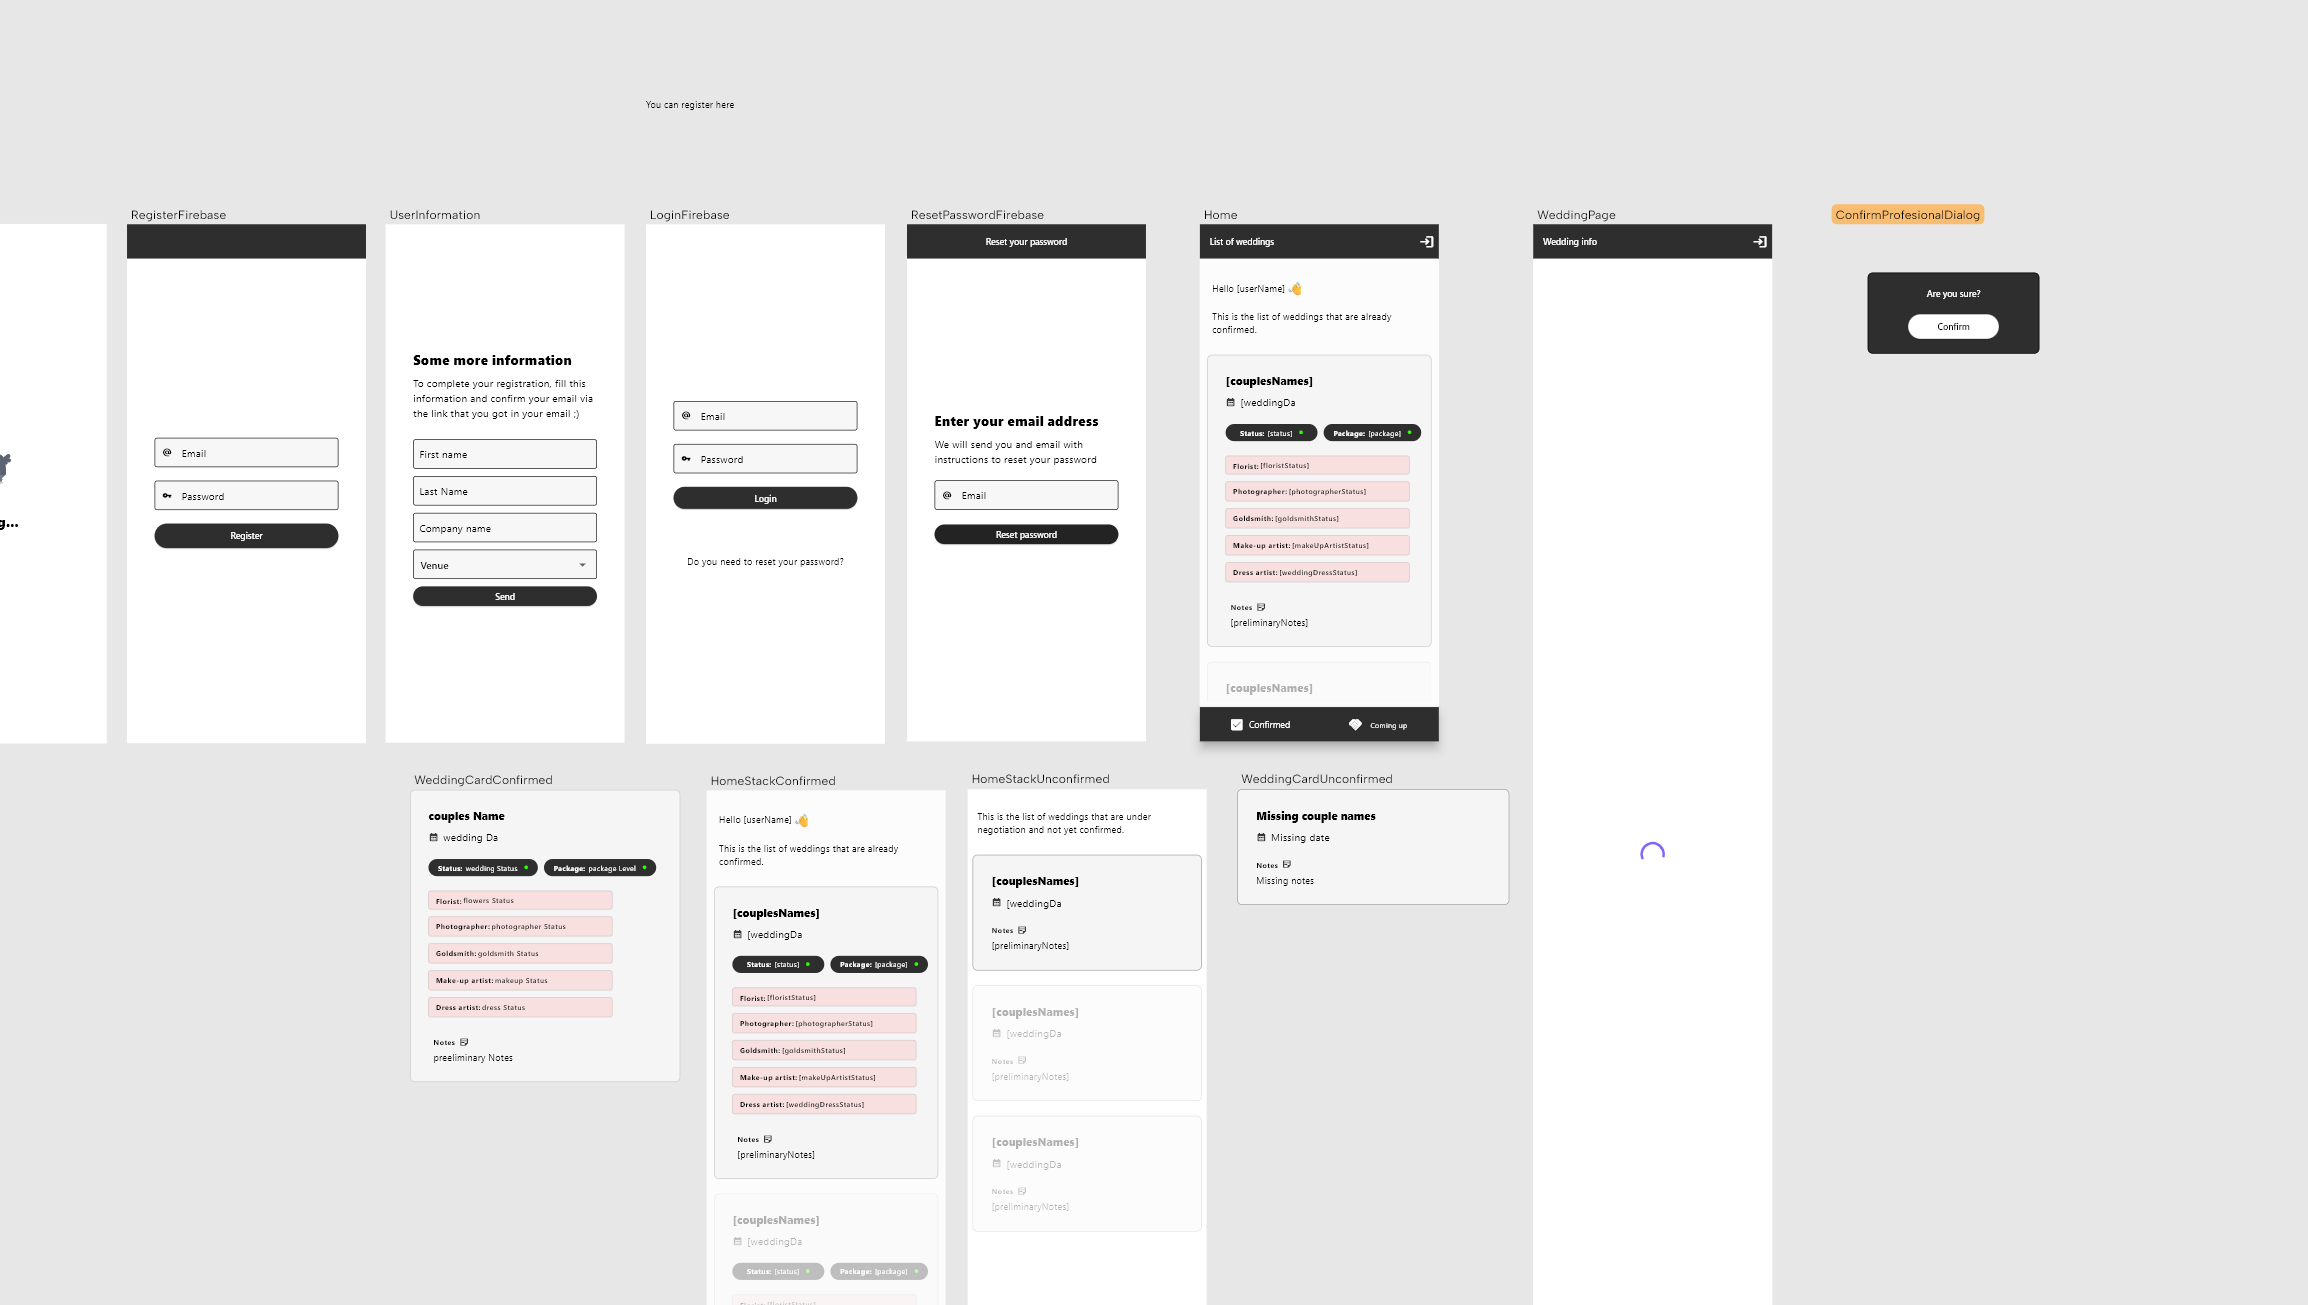 You can register here
g...
RegisterFirebase
Email
Password
Register
UserInformation
Some more information
To complete your registration, fill this
information and confirm your email via
the link that you got in your email ;)
First name
Last Name
Company name
Venue
Send
LoginFirebase
Email
Password
Login
Do you need to reset your password?
ResetPasswordFirebase
Reset your password
Enter your email address
We will send you and email with
instructions to reset your password
Email
Reset password
Home
List of weddings
Hello [userName] 👋
This is the list of weddings that are already
confirmed.
[couplesNames]
[weddingDa
Status: [status]
Package: [package]
Florist: [floristStatus]
Photographer: [photographerStatus]
Goldsmith: [goldsmithStatus]
Make-up artist: [makeUpArtistStatus]
Dress artist: [weddingDressStatus]
Notes
[preliminaryNotes]
[couplesNames]
Confirmed
Coming up
WeddingPage
Wedding info
ConfirmProfesionalDialog
Are you sure?
Confirm
WeddingCardConfirmed
couples Name
wedding Da
Status: wedding Status
Package: package Level
Florist: flowers Status
Photographer: photographer Status
Goldsmith: goldsmith Status
Make-up artist: makeup Status
Dress artist: dress Status
Notes
preeliminary Notes
HomeStackConfirmed
Hello [userName] 👋
This is the list of weddings that are already
confirmed.
[couplesNames]
[weddingDa
Status: [status]
Package: [package]
Florist: [floristStatus]
Photographer: [photographerStatus]
Goldsmith: [goldsmithStatus]
Make-up artist: [makeUpArtistStatus]
Dress artist: [weddingDressStatus]
Notes
[preliminaryNotes]
[couplesNames]
[weddingDa
Status: [status]
Package: [package]
Florist: [floristStatus]
HomeStackUnconfirmed
This is the list of weddings that are under
negotiation and not yet confirmed.
[couplesNames]
[weddingDa
Notes
[preliminaryNotes]
[couplesNames]
[weddingDa
Notes
[preliminaryNotes]
[couplesNames]
[weddingDa
Notes
[preliminaryNotes]
WeddingCardUnconfirmed
Missing couple names
Missing date
Notes
Missing notes